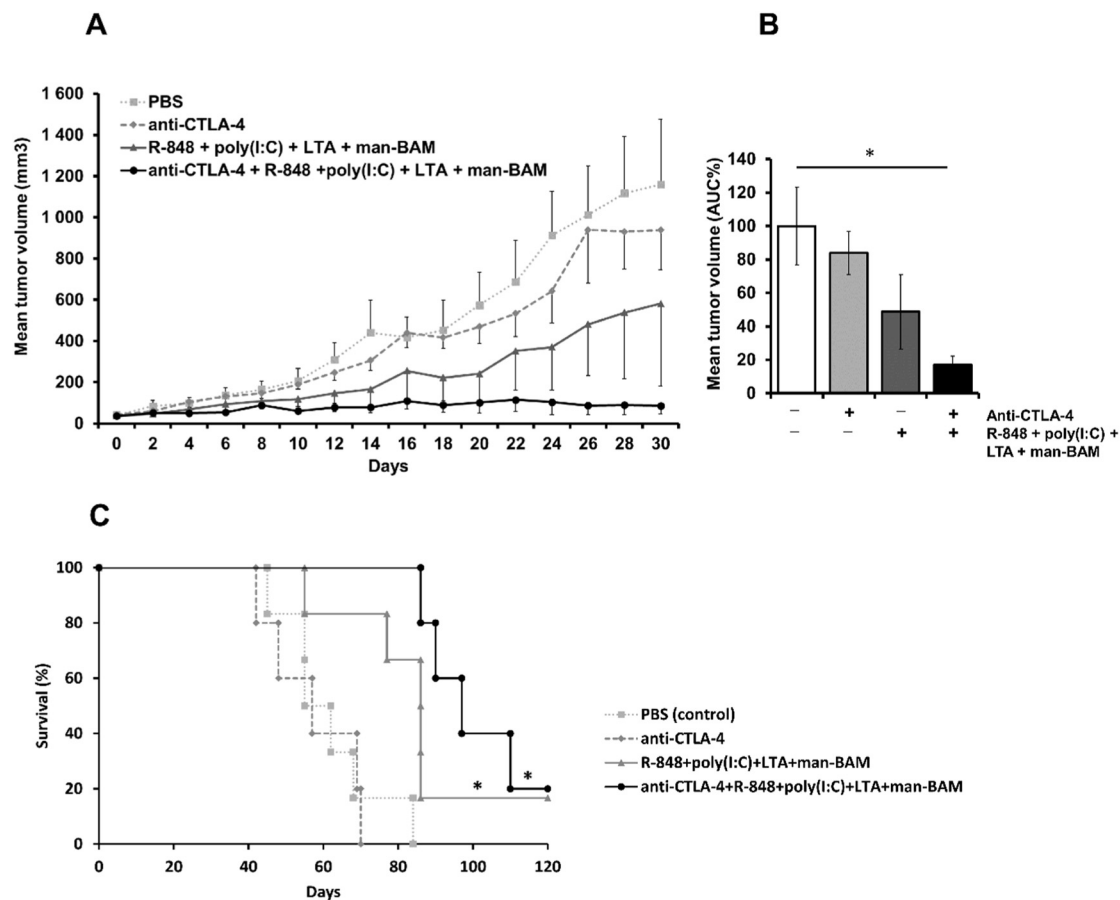 A
Mean tumor volume (mm3)
1 600
1 400
1 200
1 000
800
600
400
200
0
PBS
anti-CTLA-4
R-848 + poly(I:C) + LTA + man-BAM
anti-CTLA-4 + R-848 +poly(I:C) + LTA + man-BAM
0 2 4 6 8 10 12 14 16 18 20 22 24 26 28 30
Days
B
Mean tumor volume (AUC%)
140
120
100
80
60
40
20
0
*
– + – + Anti-CTLA-4
– – + + R-848 + poly(I:C) +
LTA + man-BAM
C
Survival (%)
100
80
60
40
20
0
* *
0 20 40 60 80 100 120
Days
PBS (control)
anti-CTLA-4
R-848+poly(I:C)+LTA+man-BAM
anti-CTLA-4+R-848+poly(I:C)+LTA+man-BAM